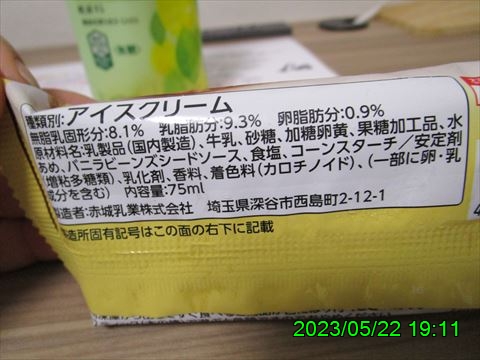 種類別:アイスクリーム
無脂乳固形分:8.1% 乳脂肪分:9.3% 卵脂肪分:0.9%
原材料名:乳製品(国内製造)、牛乳、砂糖、加糖卵黄、果糖加工品、水
あめ、バニラビーンズシードソース、食塩、コーンスターチ/安定剤
(増粘多糖類)、乳化剤、香料、着色料(カロチノイド)、(一部に卵・乳
成分を含む) 内容量:75ml
製造者:赤城乳業株式会社 埼玉県深谷市西島町2-12-1
製造所固有記号はこの面の右下に記載
2023/05/22 19:11